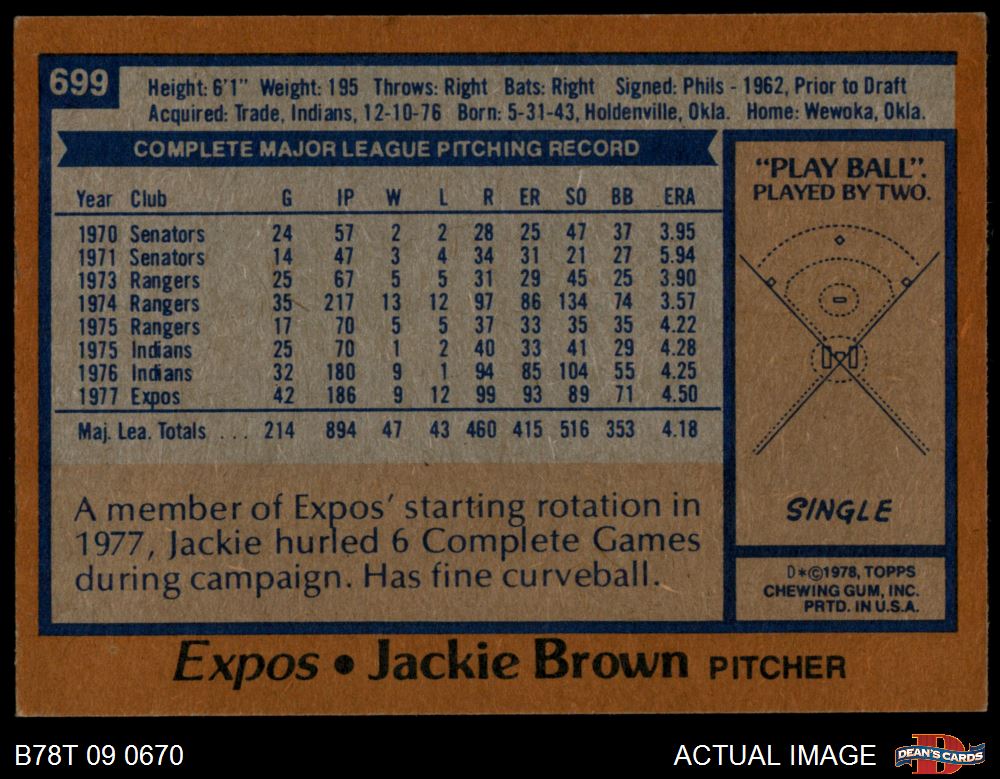 699
Height: 6'1" Weight: 195 Throws: Right Bats: Right Signed: Phils - 1962, Prior to Draft
Acquired: Trade, Indians, 12-10-76 Born: 5-31-43, Holdenville, Okla. Home: Wewoka, Okla.
COMPLETE MAJOR LEAGUE PITCHING RECORD
Year Club G IP W L R ER SO BB ERA
1970 Senators 24 57 2 2 28 25 47 37 3.95
1971 Senators 14 47 3 4 34 31 21 27 5.94
1973 Rangers 25 67 5 5 31 29 45 25 3.90
1974 Rangers 35 217 13 12 97 86 134 74 3.57
1975 Rangers 17 70 5 5 37 33 35 35 4.22
1975 Indians 25 70 1 2 40 33 41 29 4.28
1976 Indians 32 180 9 1 94 85 104 55 4.25
1977 Expos 42 186 9 12 99 93 89 71 4.50
Maj. Lea. Totals ... 214 894 47 43 460 415 516 353 4.18
A member of Expos' starting rotation in
1977, Jackie hurled 6 Complete Games
during campaign. Has fine curveball.
"PLAY BALL".
PLAYED BY TWO.
SINGLE
D*©1978, TOPPS
CHEWING GUM, INC.
PRTD. IN U.S.A.
Expos • Jackie Brown PITCHER
B78T 09 0670
ACTUAL IMAGE
DEAN'S CARDS